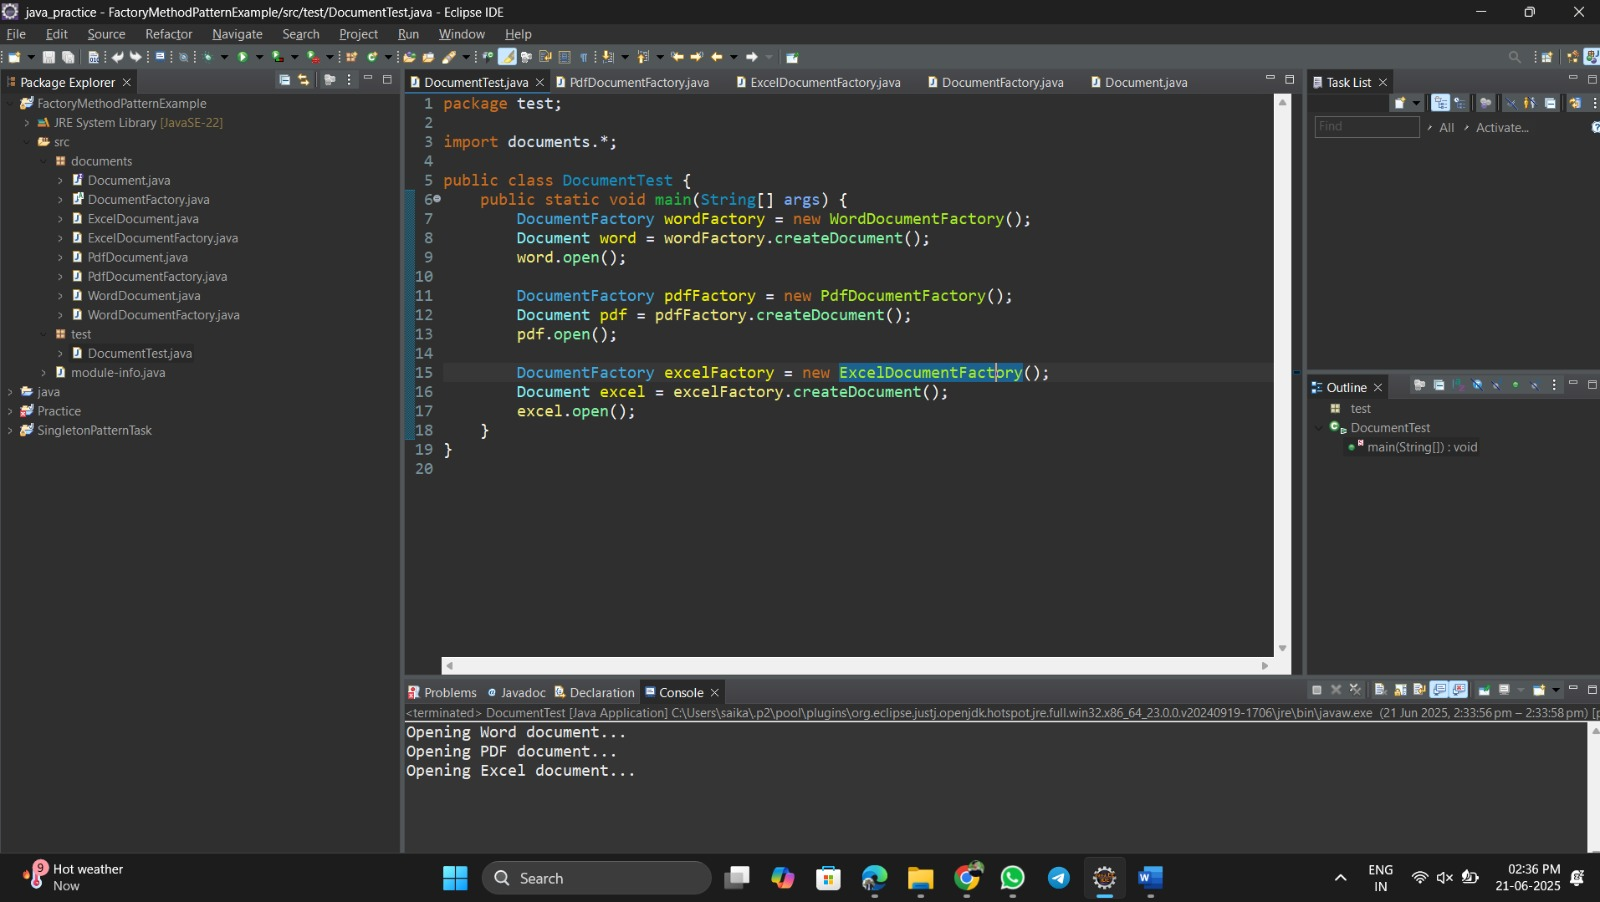 java_practice - FactoryMethodPatternExample/src/test/DocumentTest.java - Eclipse IDE
File Edit Source Refactor Navigate Search Project Run Window Help
Package Explorer
FactoryMethodPatternExample
JRE System Library [JavaSE-22]
src
documents
Document.java
DocumentFactory.java
ExcelDocument.java
ExcelDocumentFactory.java
PdfDocument.java
PdfDocumentFactory.java
WordDocument.java
WordDocumentFactory.java
test
DocumentTest.java
module-info.java
java
Practice
SingletonPatternTask
DocumentTest.java PdfDocumentFactory.java ExcelDocumentFactory.java DocumentFactory.java Document.java
1 package test;
2
3 import documents.*;
4
5 public class DocumentTest {
6 public static void main(String[] args) {
7 DocumentFactory wordFactory = new WordDocumentFactory();
8 Document word = wordFactory.createDocument();
9 word.open();
10
11 DocumentFactory pdfFactory = new PdfDocumentFactory();
12 Document pdf = pdfFactory.createDocument();
13 pdf.open();
14
15 DocumentFactory excelFactory = new ExcelDocumentFactory();
16 Document excel = excelFactory.createDocument();
17 excel.open();
18 }
19 }
20
Task List
Find All Activate...
Outline
test
DocumentTest
main(String[]) : void
Problems Javadoc Declaration Console
<terminated> DocumentTest [Java Application] C:\Users\saika\.p2\pool\plugins\org.eclipse.justj.openjdk.hotspot.jre.full.win32.x86_64_23.0.0.v20240919-1706\jre\bin\javaw.exe (21 Jun 2025, 2:33:56 pm – 2:33:58 pm) [p
Opening Word document...
Opening PDF document...
Opening Excel document...
9
Hot weather
Now
Search
ENG
IN
02:36 PM
21-06-2025